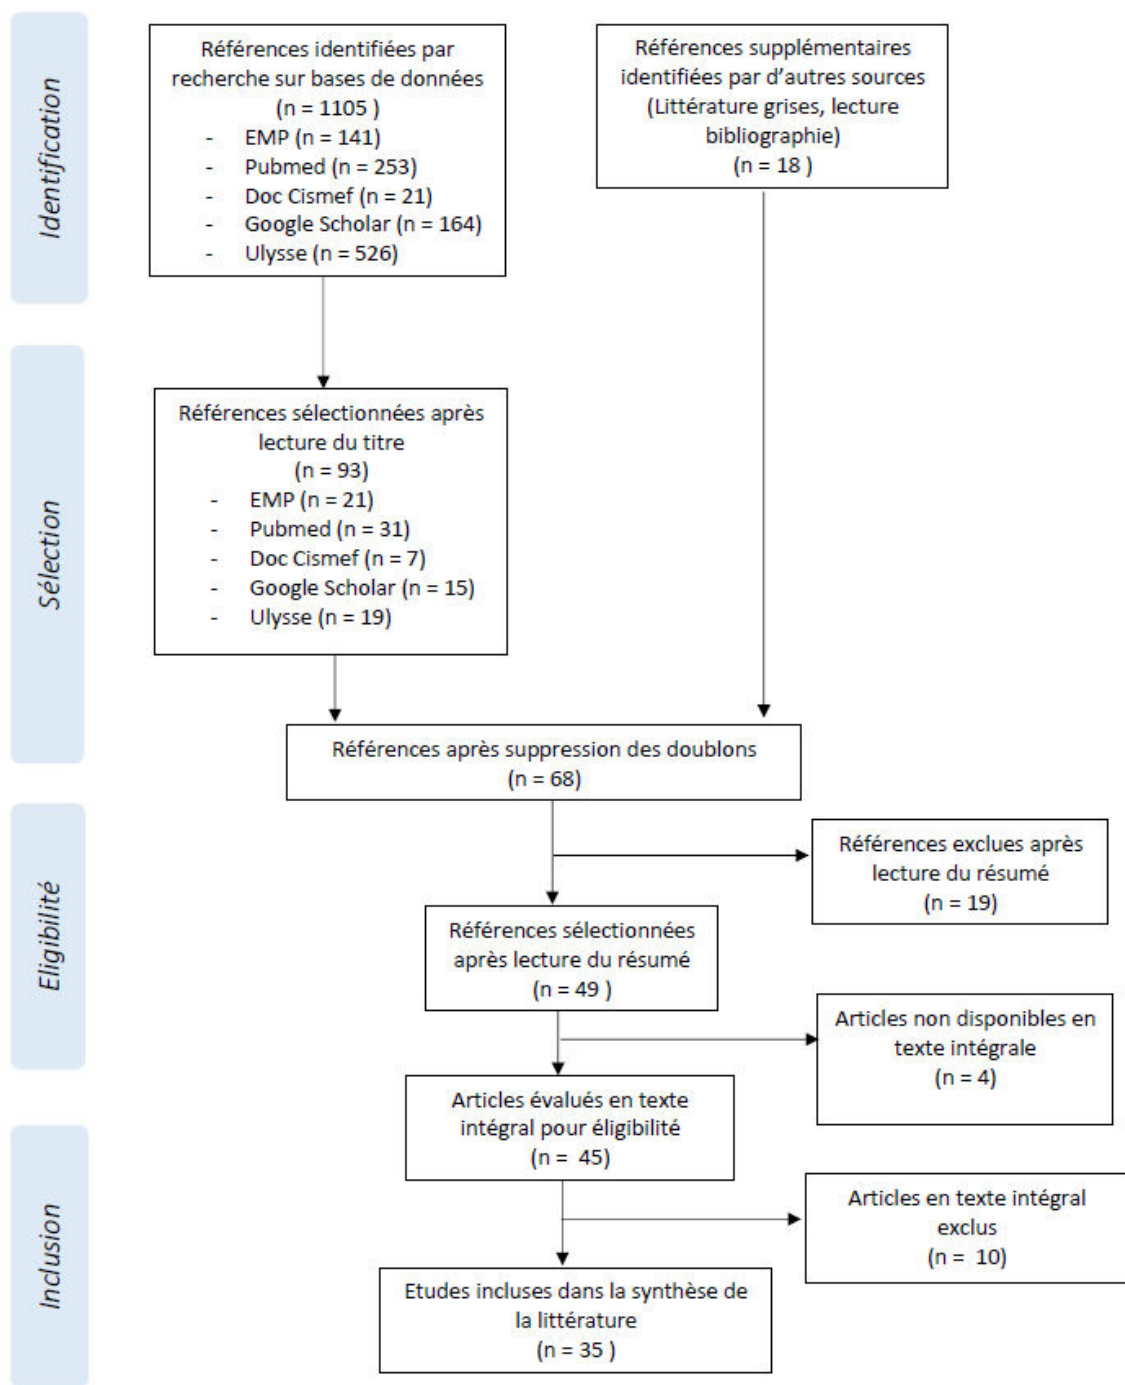 Identification
Références identifiées par
recherche sur bases de données
(n = 1105 )
- EMP (n = 141)
- Pubmed (n = 253)
- Doc Cismef (n = 21)
- Google Scholar (n = 164)
- Ulysse (n = 526)
Références supplémentaires
identifiées par d’autres sources
(Littérature grises, lecture
bibliographie)
(n = 18 )
Sélection
Références sélectionnées après
lecture du titre
(n = 93)
- EMP (n = 21)
- Pubmed (n = 31)
- Doc Cismef (n = 7)
- Google Scholar (n = 15)
- Ulysse (n = 19)
Références après suppression des doublons
(n = 68)
Eligibilité
Références exclues après
lecture du résumé
(n = 19)
Références sélectionnées
après lecture du résumé
(n = 49 )
Articles non disponibles en
texte intégrale
(n = 4)
Articles évalués en texte
intégral pour éligibilité
(n = 45)
Inclusion
Articles en texte intégral
exclus
(n = 10)
Etudes incluses dans la synthèse de
la littérature
(n = 35 )